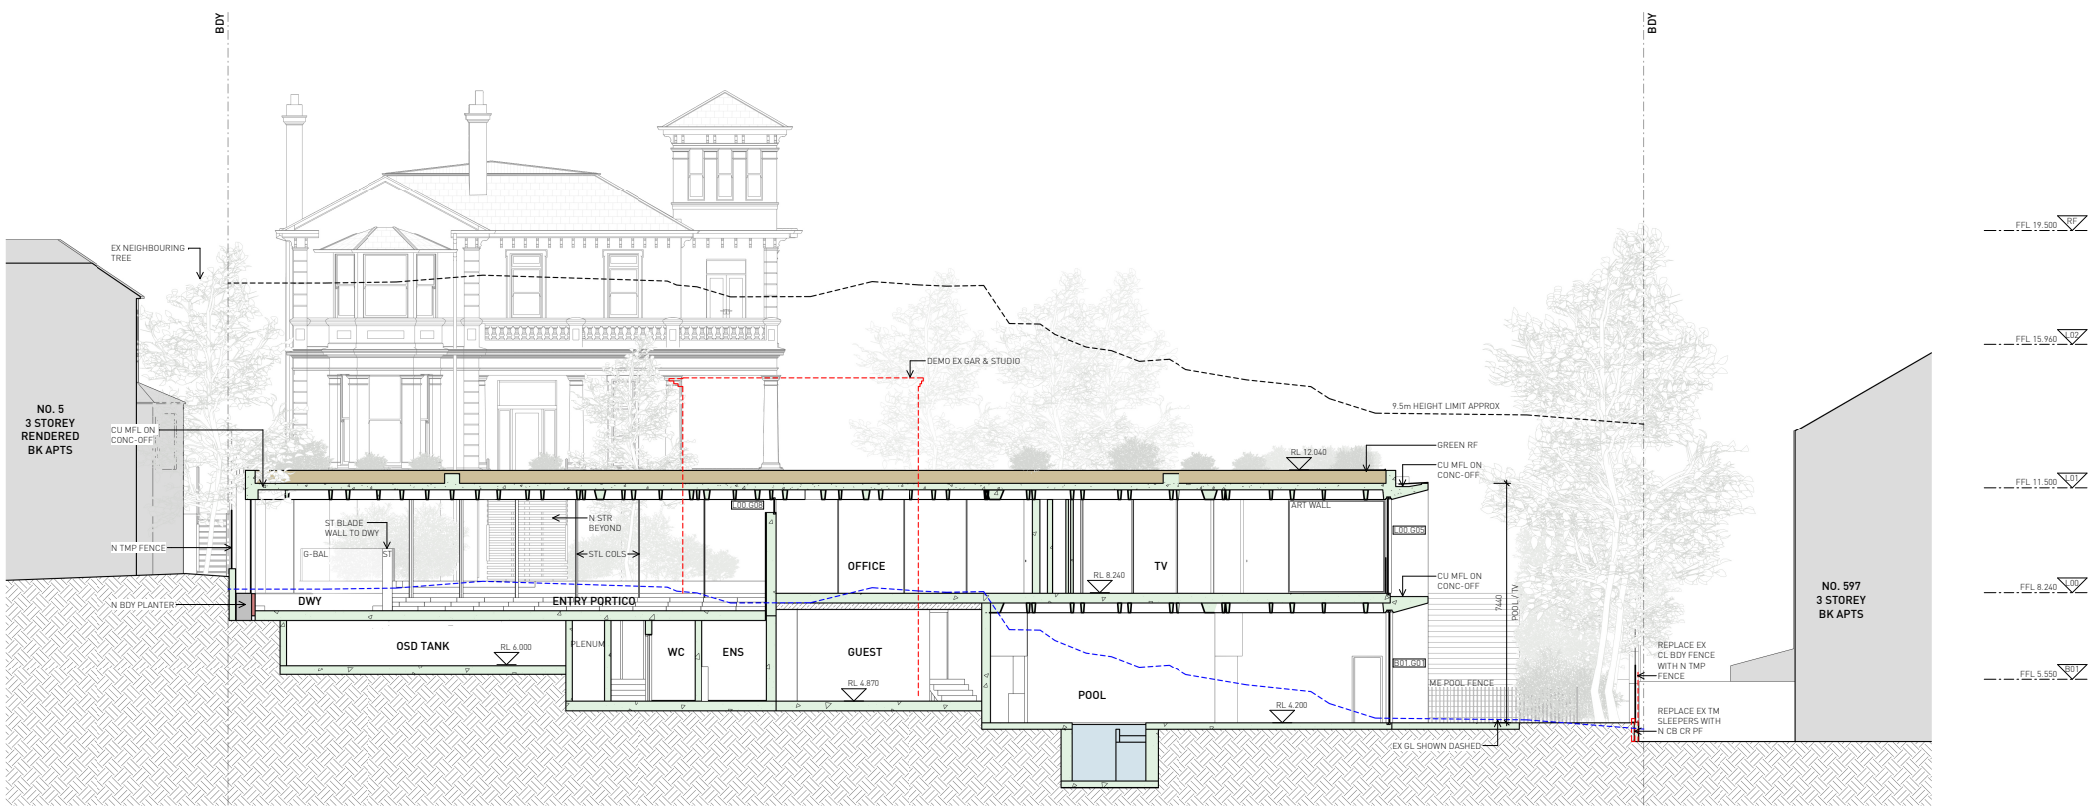 BDY
BDY
EX NEIGHBOURING
TREE
RF
FFL 19.500
L02
FFL 15.960
DEMO EX GAR & STUDIO
9.5m HEIGHT LIMIT APPROX
NO. 5
3 STOREY
RENDERED
BK APTS
CU MFL ON
CONC-OFF
GREEN RF
RL 12.040
CU MFL ON
CONC-OFF
L01
FFL 11.500
L00 G08
ART WALL
N STR
BEYOND
ST BLADE
WALL TO DWY
L00 G05
N TMP FENCE
G-BAL
ST
STL COLS
OFFICE
TV
RL 8.240
CU MFL ON
CONC-OFF
NO. 597
3 STOREY
BK APTS
L00
FFL 8.240
N BDY PLANTER
DWY
ENTRY PORTICO
7440
POOL / TV
OSD TANK
RL 6.000
PLENUM
WC
ENS
GUEST
RL 4.870
B01 G01
REPLACE EX
CL BDY FENCE
WITH N TMP
FENCE
B01
FFL 5.550
ME POOL FENCE
POOL
RL 4.200
REPLACE EX TM
SLEEPERS WITH
N CB CR PF
EX GL SHOWN DASHED